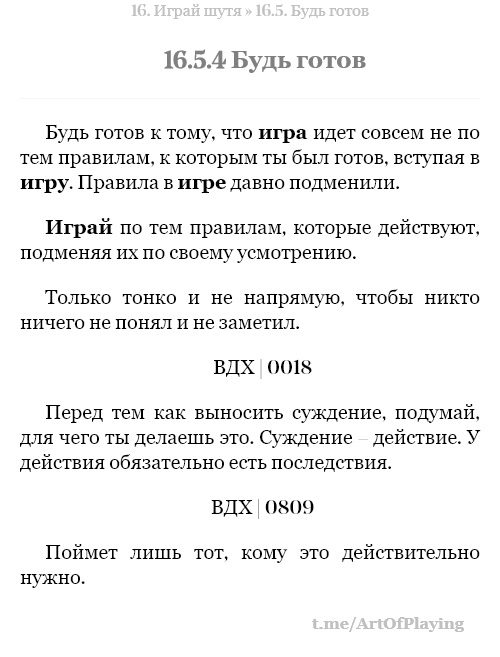 16. Играй шутя » 16.5. Будь готов
16.5.4 Будь готов
Будь готов к тому, что игра идет совсем не по
тем правилам, к которым ты был готов, вступая в
игру. Правила в игре давно подменили.
Играй по тем правилам, которые действуют,
подменяя их по своему усмотрению.
Только тонко и не напрямую, чтобы никто
ничего не понял и не заметил.
ВДХ | 0018
Перед тем как выносить суждение, подумай,
для чего ты делаешь это. Суждение – действие. У
действия обязательно есть последствия.
ВДХ | 0809
Поймет лишь тот, кому это действительно
нужно.
t.me/ArtOfPlaying